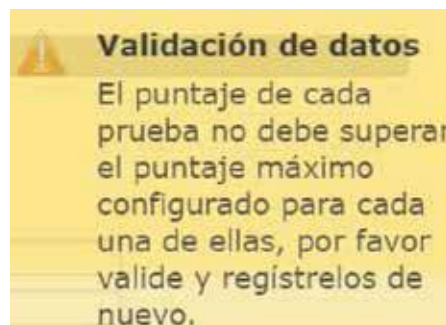 Validación de datos
El puntaje de cada
prueba no debe superar
el puntaje máximo
configurado para cada
una de ellas, por favor
valide y regístrelos de
nuevo.